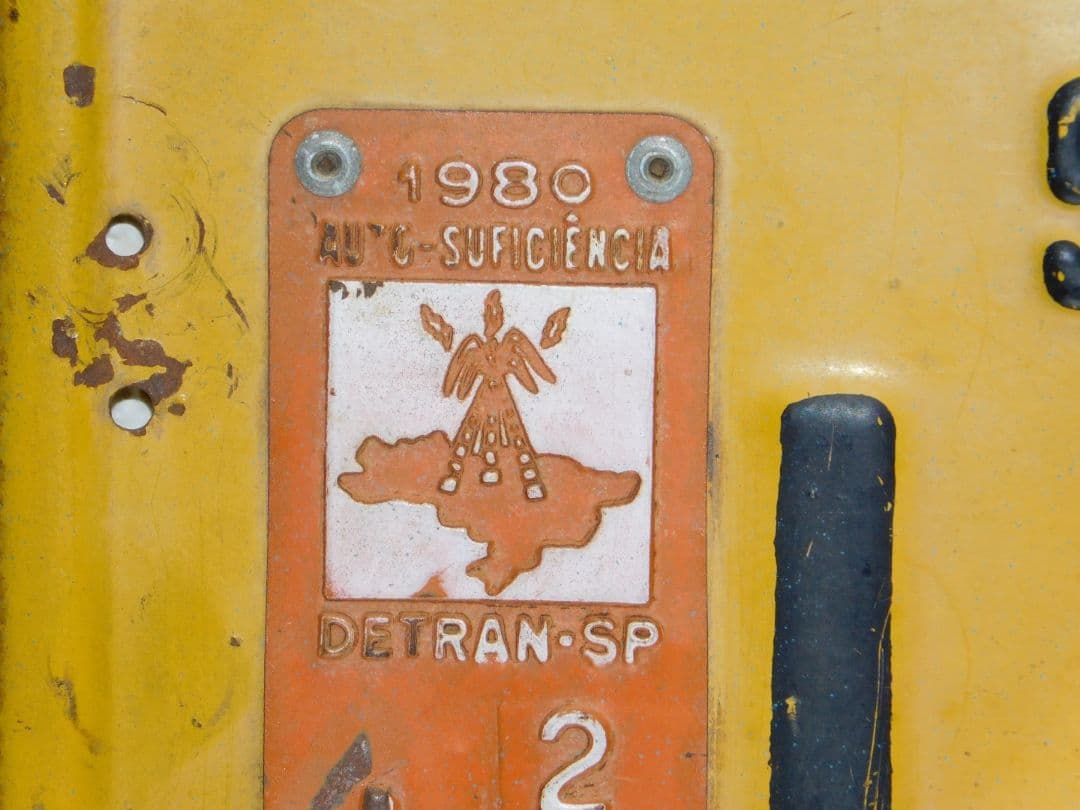 1980
AUTO-SUFICIÊNCIA
DETRAN·SP
2